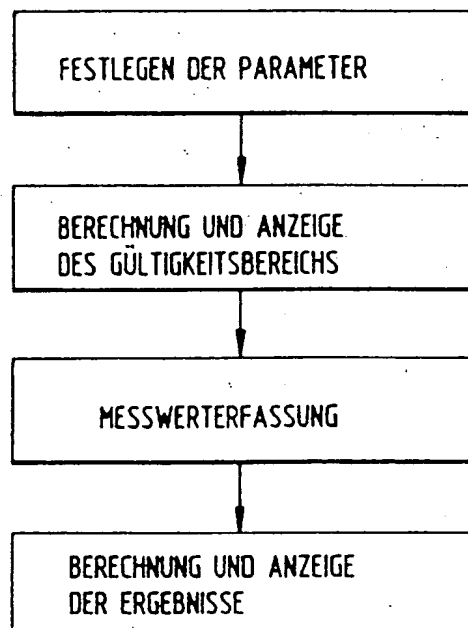 FESTLEGEN DER PARAMETER
BERECHNUNG UND ANZEIGE
DES GÜLTIGKEITSBEREICHS
MESSWERTERFASSUNG
BERECHNUNG UND ANZEIGE
DER ERGEBNISSE